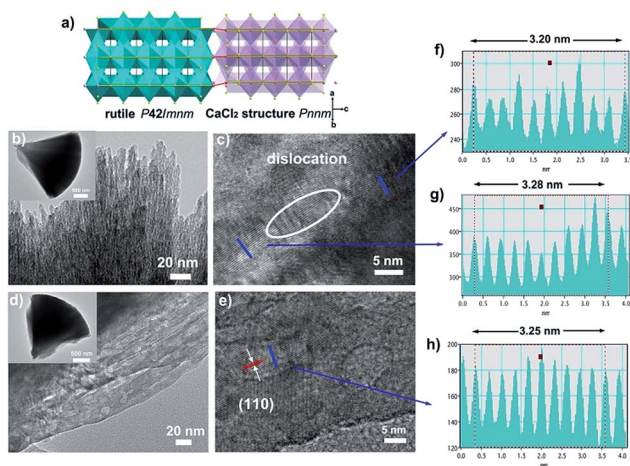 a)
a
c
b
rutile P42/mnm
CaCl2 structure Pnnm
b)
500 nm
20 nm
c)
dislocation
5 nm
d)
500 nm
20 nm
e)
(110)
5 nm
f)
3.20 nm
300
280
260
240
0.0 0.5 1.0 1.5 2.0 2.5 3.0 3.5
nm
g)
3.28 nm
450
400
350
300
0.0 0.5 1.0 1.5 2.0 2.5 3.0 3.5 4.0
nm
h)
3.25 nm
200
180
160
140
120
0.0 0.5 1.0 1.5 2.0 2.5 3.0 3.5 4.0
nm